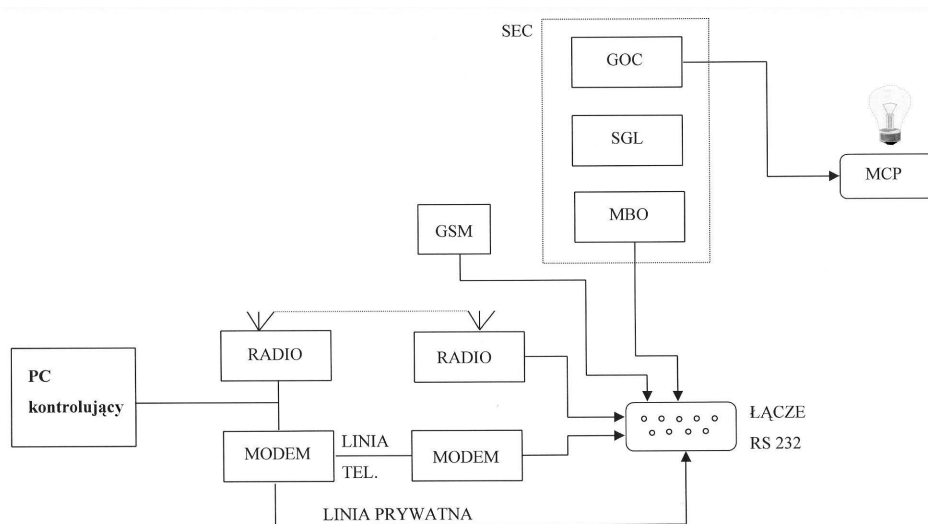 SEC
GOC
SGL
MCP
MBO
GSM
RADIO
RADIO
PC
kontrolujący
ŁĄCZE
RS 232
MODEM
LINIA
TEL.
MODEM
LINIA PRYWATNA